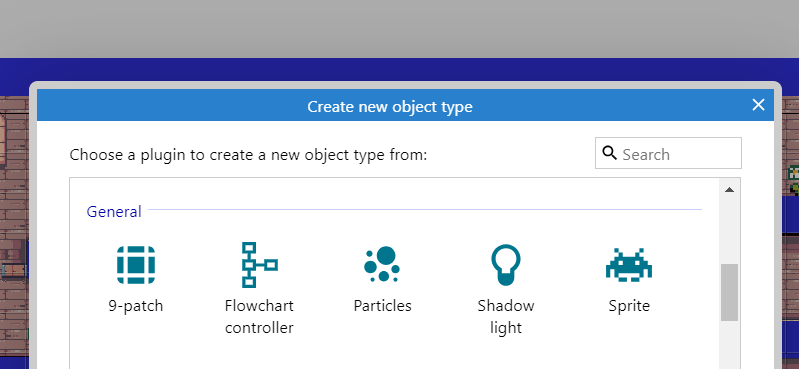 Create new object type
Choose a plugin to create a new object type from:
Search
General
9-patch
Flowchart
controller
Particles
Shadow
light
Sprite